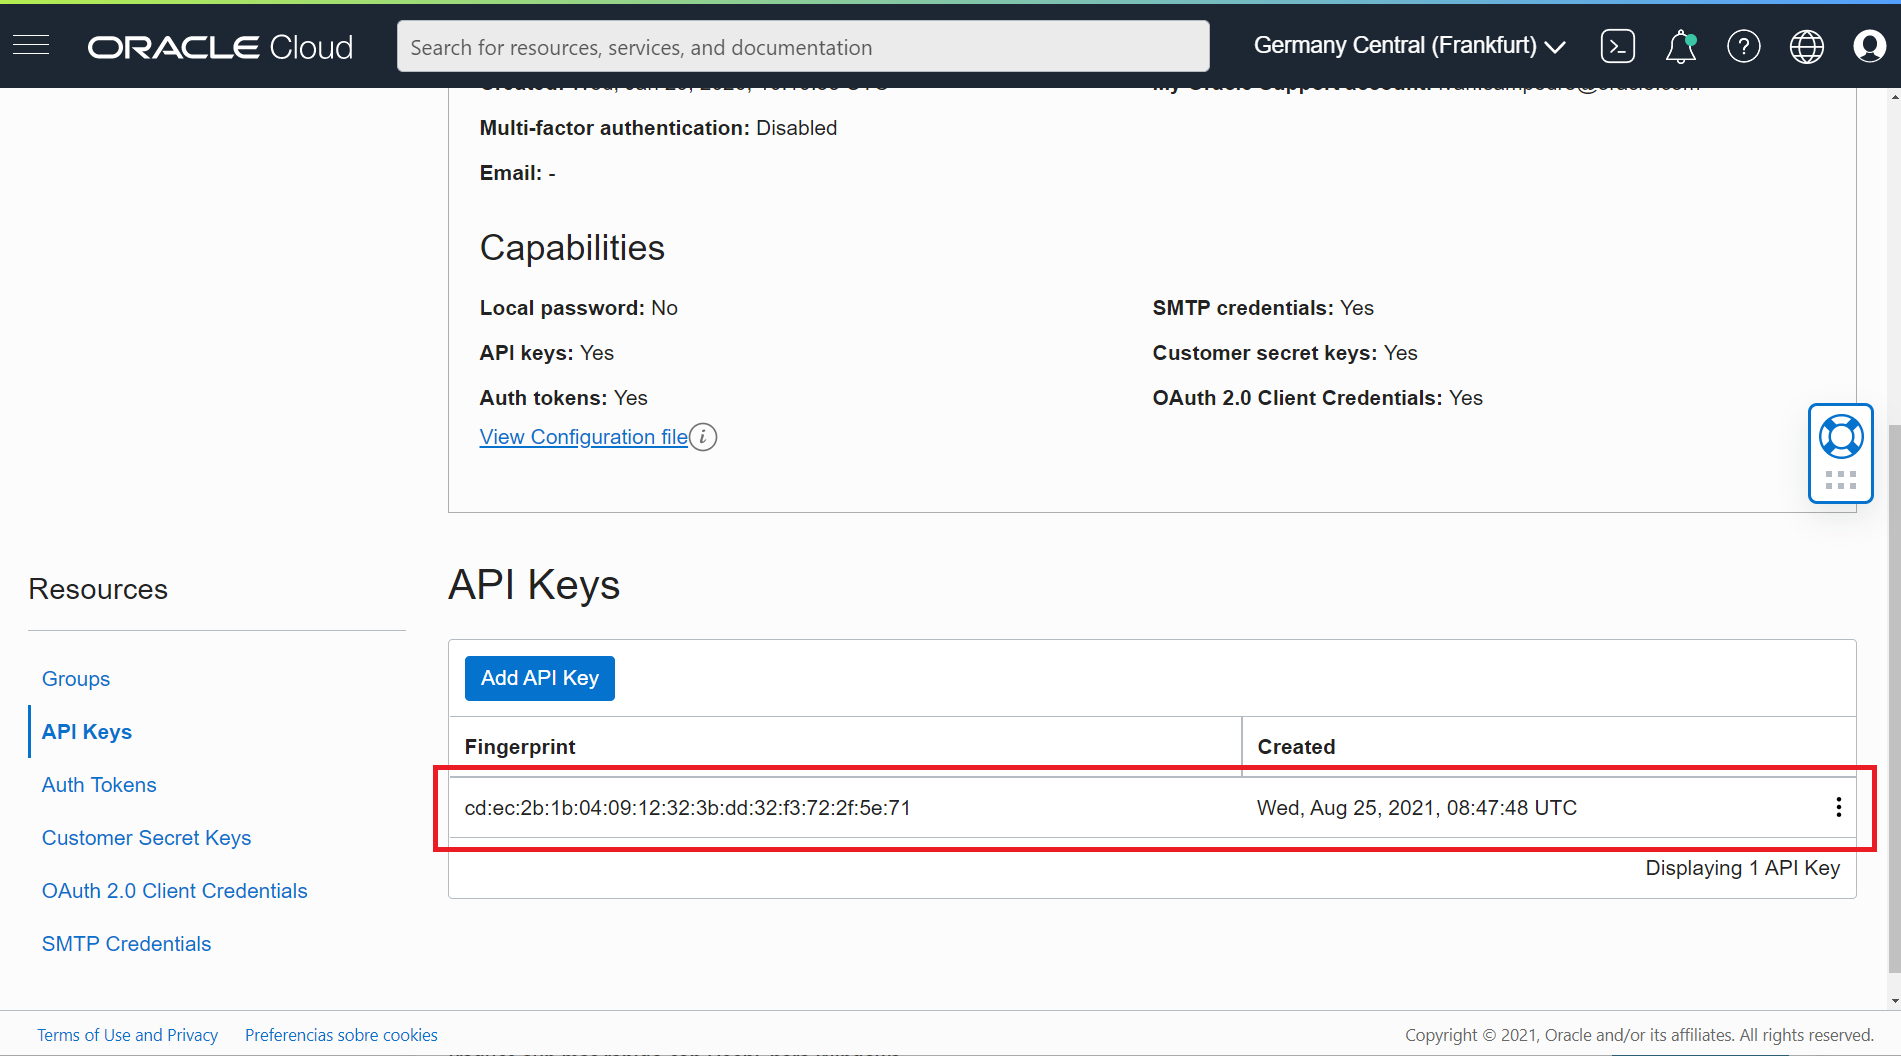 ORACLE Cloud
Search for resources, services, and documentation
Germany Central (Frankfurt)
Multi-factor authentication: Disabled
Email: -
Capabilities
Local password: No
SMTP credentials: Yes
API keys: Yes
Customer secret keys: Yes
Auth tokens: Yes
OAuth 2.0 Client Credentials: Yes
View Configuration file
Resources
Groups
API Keys
Auth Tokens
Customer Secret Keys
OAuth 2.0 Client Credentials
SMTP Credentials
API Keys
Add API Key
Fingerprint
Created
cd:ec:2b:1b:04:09:12:32:3b:dd:32:f3:72:2f:5e:71
Wed, Aug 25, 2021, 08:47:48 UTC
Displaying 1 API Key
Terms of Use and Privacy
Preferencias sobre cookies
Copyright © 2021, Oracle and/or its affiliates. All rights reserved.